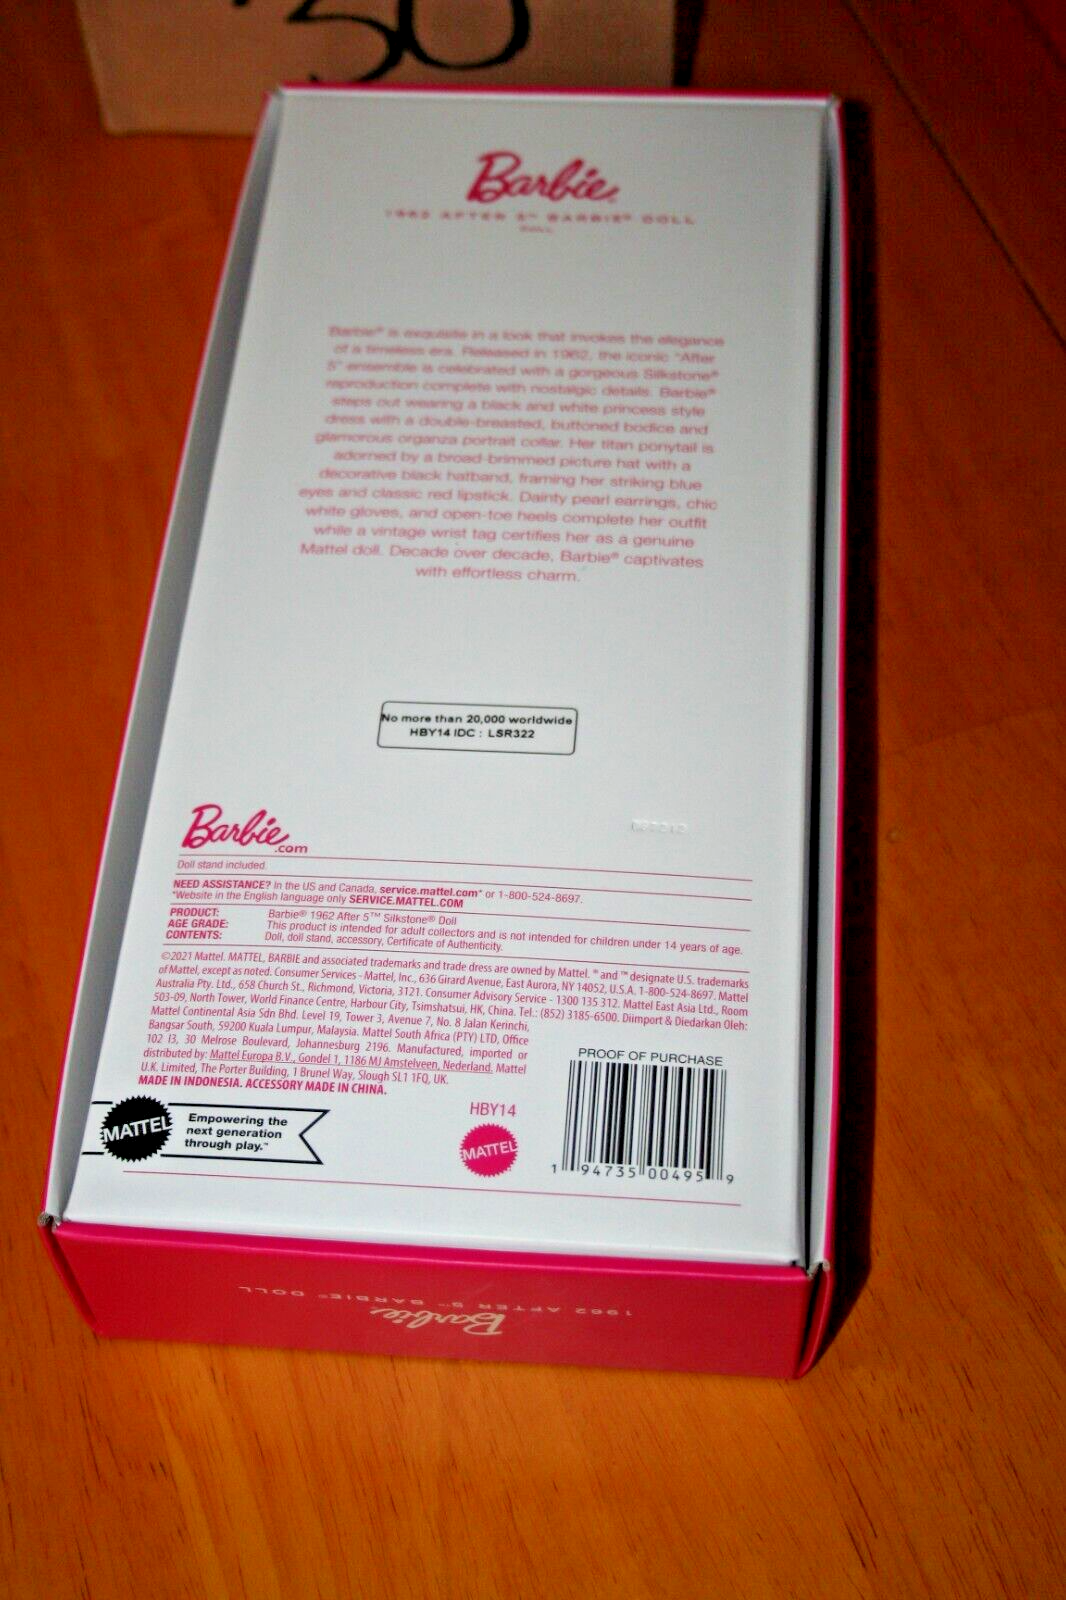 30
Barbie®
1962 AFTER 5™ BARBIE® DOLL
DOLL
Barbie® is exquisite in a look that invokes the elegance
of a timeless era. Released in 1962, the iconic "After
5" ensemble is celebrated with a gorgeous Silkstone®
reproduction complete with nostalgic details. Barbie®
steps out wearing a black and white princess style
dress with a double-breasted, buttoned bodice and
glamorous organza portrait collar. Her titan ponytail is
adorned by a broad-brimmed picture hat with a
decorative black hatband, framing her striking blue
eyes and classic red lipstick. Dainty pearl earrings, chic
white gloves, and open-toe heels complete her outfit
while a vintage wrist tag certifies her as a genuine
Mattel doll. Decade over decade, Barbie® captivates
with effortless charm.
No more than 20,000 worldwide
HBY14 IDC : LSR322
Barbie.com
Doll stand included.
NEED ASSISTANCE? In the US and Canada, service.mattel.com* or 1-800-524-8697.
*Website in the English language only SERVICE.MATTEL.COM
PRODUCT: Barbie® 1962 After 5™ Silkstone® Doll
AGE GRADE: This product is intended for adult collectors and is not intended for children under 14 years of age.
CONTENTS: Doll, doll stand, accessory, Certificate of Authenticity.
©2021 Mattel. MATTEL, BARBIE and associated trademarks and trade dress are owned by Mattel. ® and ™ designate U.S. trademarks
of Mattel, except as noted. Consumer Services - Mattel, Inc., 636 Girard Avenue, East Aurora, NY 14052, U.S.A. 1-800-524-8697. Mattel
Australia Pty. Ltd., 658 Church St., Richmond, Victoria, 3121. Consumer Advisory Service - 1300 135 312. Mattel East Asia Ltd., Room
503-09, North Tower, World Finance Centre, Harbour City, Tsimshatsui, HK, China. Tel.: (852) 3185-6500. Diimport & Diedarkan Oleh:
Mattel Continental Asia Sdn Bhd. Level 19, Tower 3, Avenue 7, No. 8 Jalan Kerinchi,
Bangsar South, 59200 Kuala Lumpur, Malaysia. Mattel South Africa (PTY) LTD, Office
102 I3, 30 Melrose Boulevard, Johannesburg 2196. Manufactured, imported or
distributed by: Mattel Europa B.V., Gondel 1, 1186 MJ Amstelveen, Nederland. Mattel
U.K. Limited, The Porter Building, 1 Brunel Way, Slough SL1 1FQ, UK.
MADE IN INDONESIA. ACCESSORY MADE IN CHINA.
MATTEL
Empowering the
next generation
through play.™
HBY14
MATTEL
PROOF OF PURCHASE
1 94735 00495 9
Barbie
1962 AFTER 5™ BARBIE® DOLL